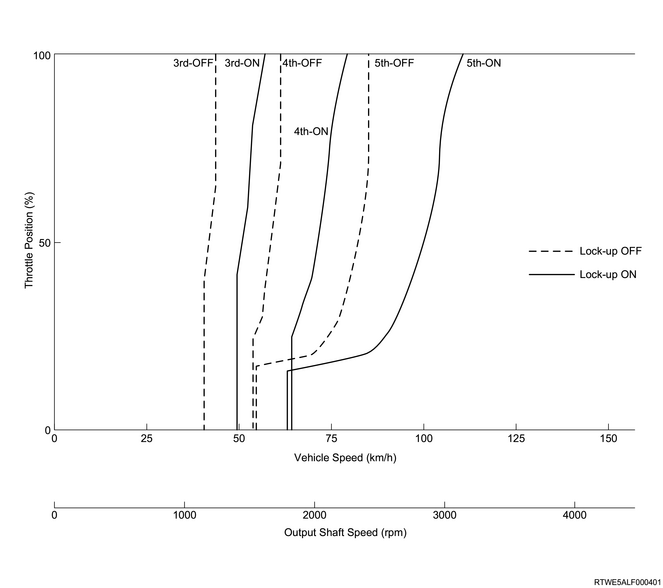 100
3rd-OFF 3rd-ON 4th-OFF 5th-OFF 5th-ON
4th-ON
Throttle Position (%)
50
Lock-up OFF
Lock-up ON
0
0 25 50 75 100 125 150
Vehicle Speed (km/h)
0 1000 2000 3000 4000
Output Shaft Speed (rpm)
RTWE5ALF000401